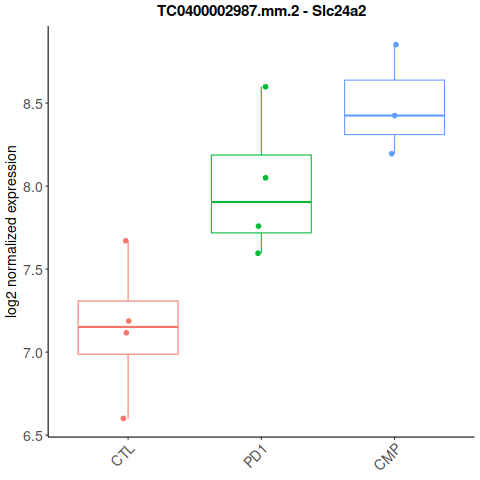 TC0400002987.mm.2 - Slc24a2
log2 normalized expression
8.5
8.0
7.5
7.0
6.5
CTL
PD1
CMP